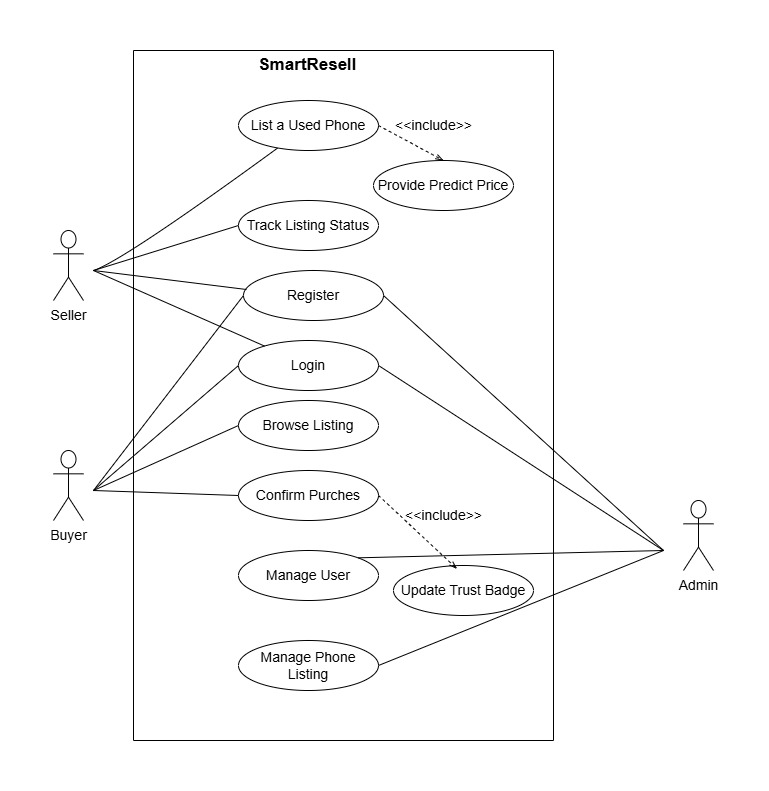 SmartResell
List a Used Phone
<<include>>
Provide Predict Price
Track Listing Status
Seller
Register
Login
Browse Listing
Buyer
Confirm Purches
<<include>>
Manage User
Update Trust Badge
Admin
Manage Phone
Listing